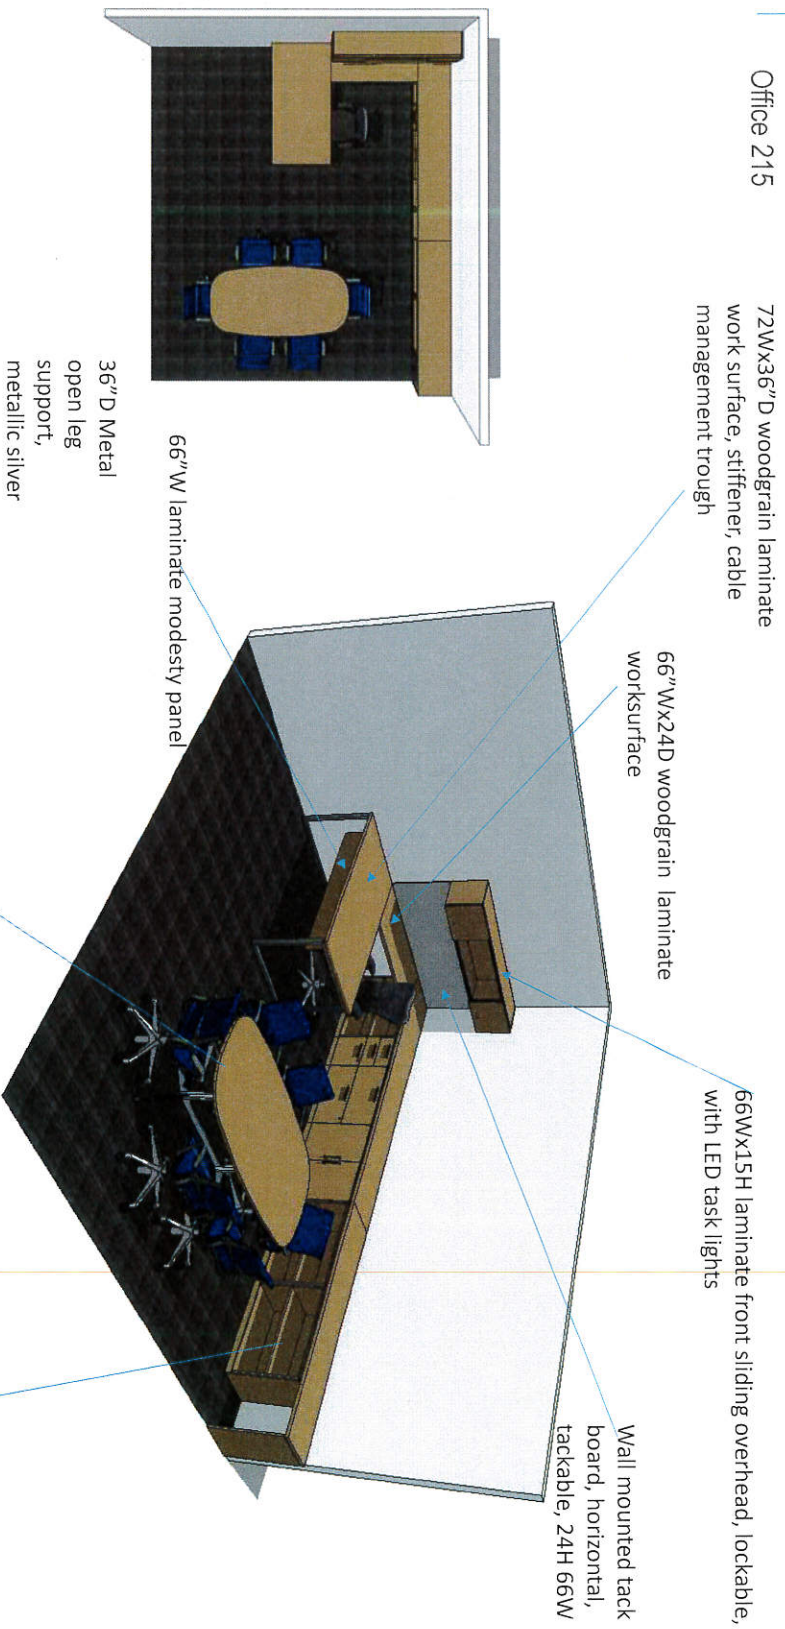 Office 215
72Wx36”D woodgrain laminate
work surface, stiffener, cable
management trough
66”Wx24D woodgrain laminate
worksurface
66Wx15H laminate front sliding overhead, lockable,
with LED task lights
Wall mounted tack
board, horizontal,
tackable, 24H 66W
66”W laminate modesty panel
36”D Metal
open leg
support,
metallic silver